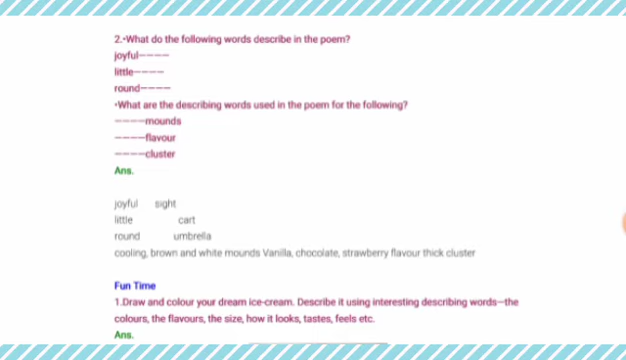 2.•What do the following words describe in the poem?
joyful-----
little-----
round-----
•What are the describing words used in the poem for the following?
-----mounds
-----flavour
-----cluster
Ans.
joyful sight
little cart
round umbrella
cooling, brown and white mounds Vanilla, chocolate, strawberry flavour thick cluster
Fun Time
1.Draw and colour your dream ice-cream. Describe it using interesting describing words--the
colours, the flavours, the size, how it looks, tastes, feels etc.
Ans.